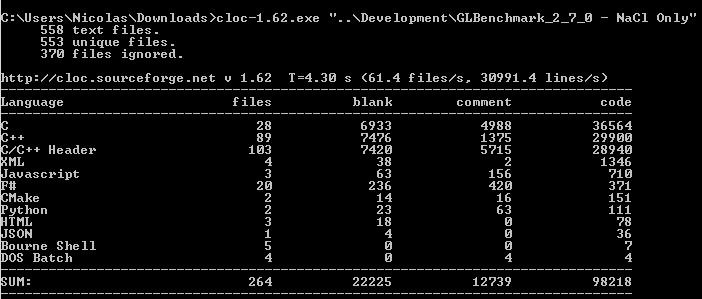 C:\Users\Nicolas\Downloads>cloc-1.62.exe "..\Development\GLBenchmark_2_7_0 - NaCl Only"
558 text files.
553 unique files.
370 files ignored.
http://cloc.sourceforge.net v 1.62 T=4.30 s (61.4 files/s, 30991.4 lines/s)
Language files blank comment code
C 28 6933 4988 36564
C++ 89 7476 1375 29900
C/C++ Header 103 7420 5715 28940
XML 4 38 2 1346
Javascript 3 63 156 710
F# 20 236 420 371
CMake 2 14 16 151
Python 2 23 63 111
HTML 3 18 0 78
JSON 1 4 0 36
Bourne Shell 5 0 0 7
DOS Batch 4 0 4 4
SUM: 264 22225 12739 98218